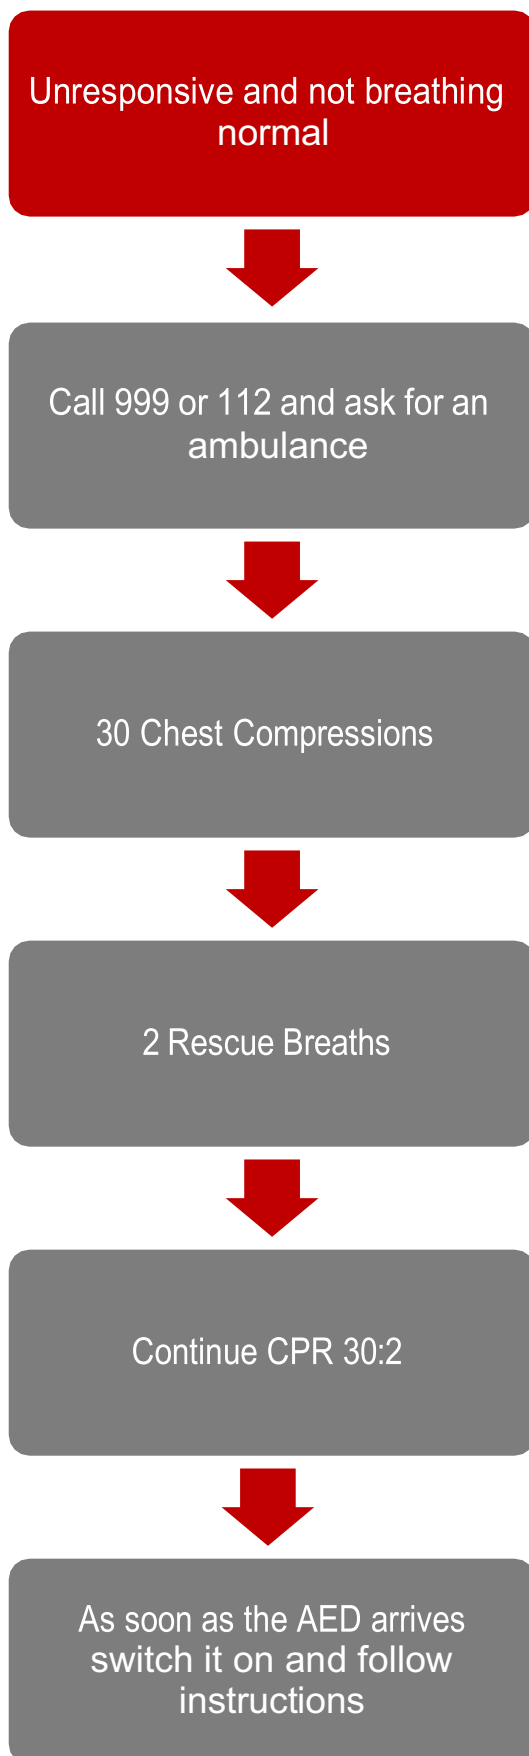 Unresponsive and not breathing
normal
Call 999 or 112 and ask for an
ambulance
30 Chest Compressions
2 Rescue Breaths
Continue CPR 30:2
As soon as the AED arrives
switch it on and follow
instructions